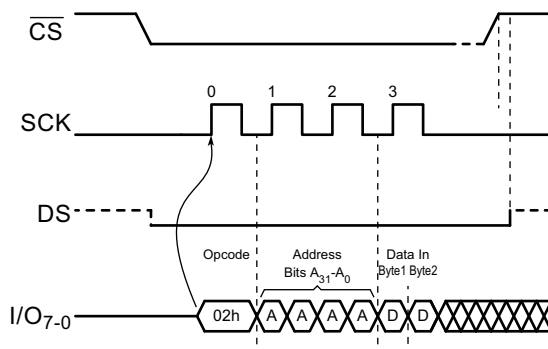 CS
0 1 2 3
SCK
DS
Opcode Address Data In
Bits A31-A0 Byte1 Byte2
I/O7-0 02h A A A A D D